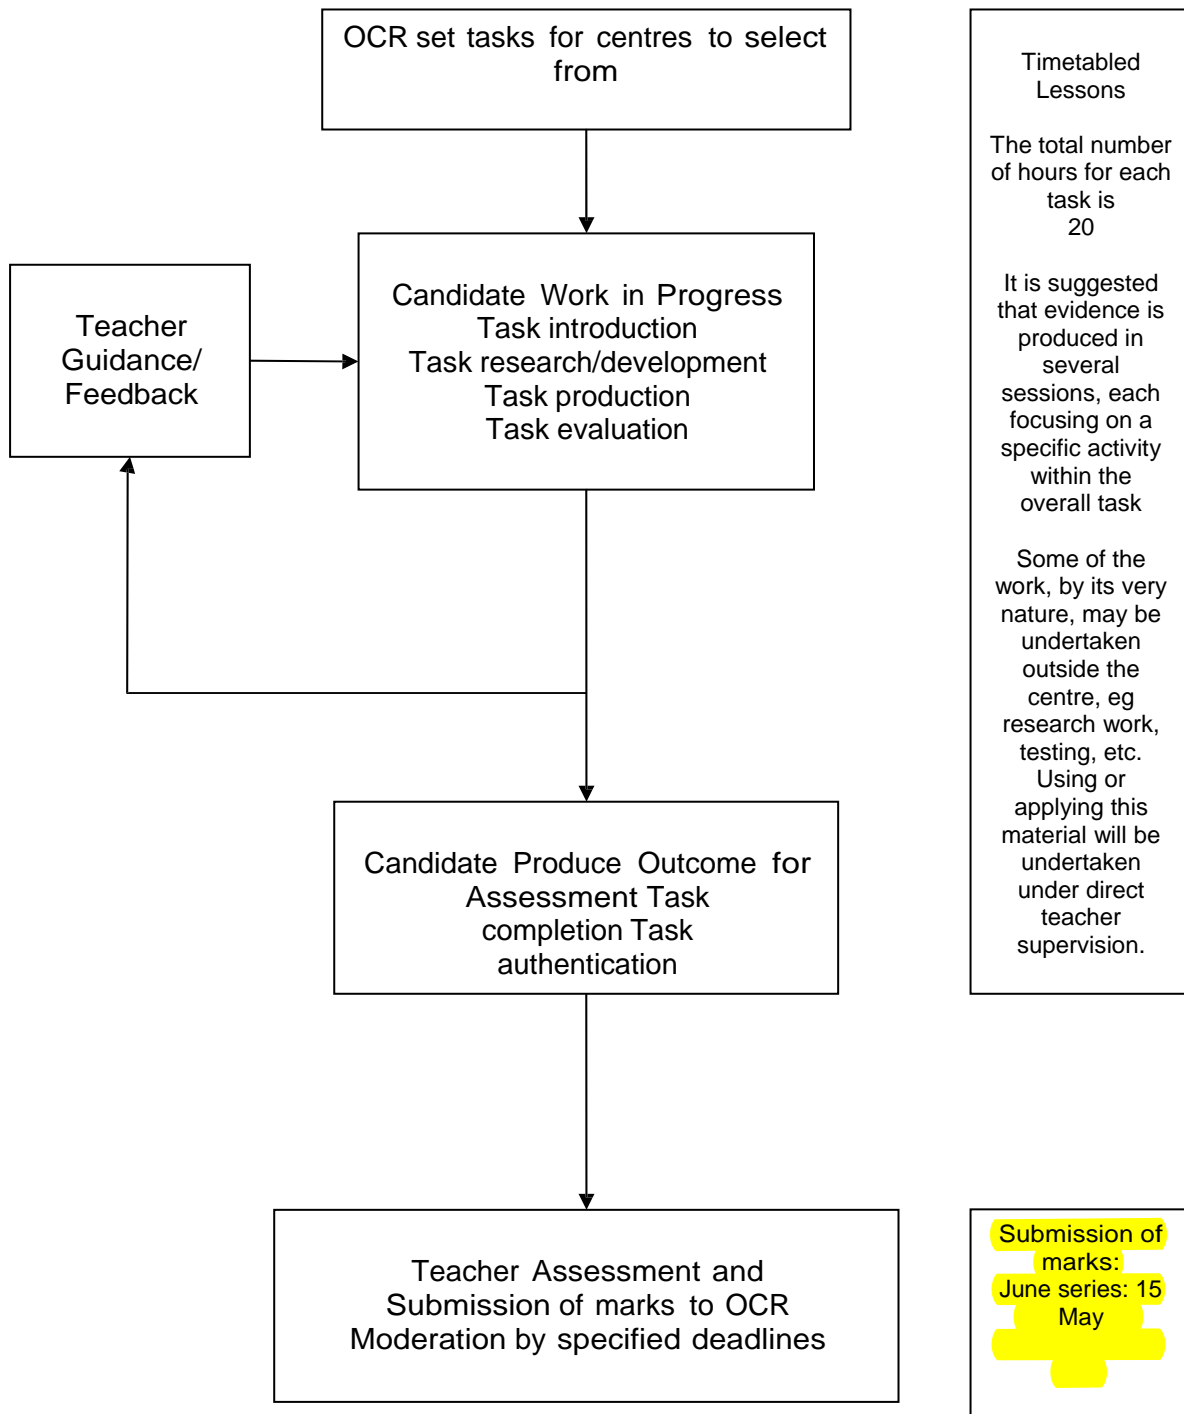 OCR set tasks for centres to select
from
Timetabled
Lessons
The total number
of hours for each
task is
20
It is suggested
that evidence is
produced in
several
sessions, each
focusing on a
specific activity
within the
overall task
Some of the
work, by its very
nature, may be
undertaken
outside the
centre, eg
research work,
testing, etc.
Using or
applying this
material will be
undertaken
under direct
teacher
supervision.
Teacher
Guidance/
Feedback
Candidate Work in Progress
Task introduction
Task research/development
Task production
Task evaluation
Candidate Produce Outcome for
Assessment Task
completion Task
authentication
Teacher Assessment and
Submission of marks to OCR
Moderation by specified deadlines
Submission of
marks:
June series: 15
May